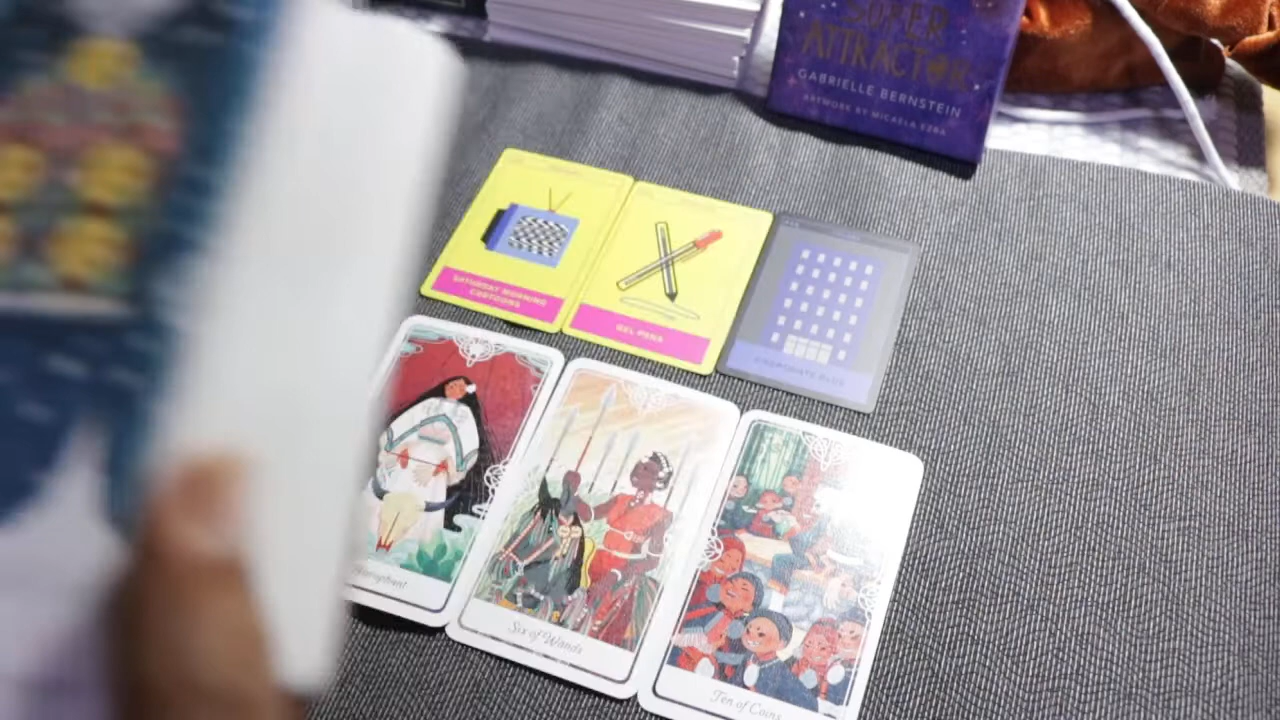 SUPER
ATTRACTOR
GABRIELLE BERNSTEIN
ARTWORK BY MICAELA EZRA
SATURDAY MORNING
CARTOONS
GEL PENS
Hierophant
Six of Wands
Ten of Coins